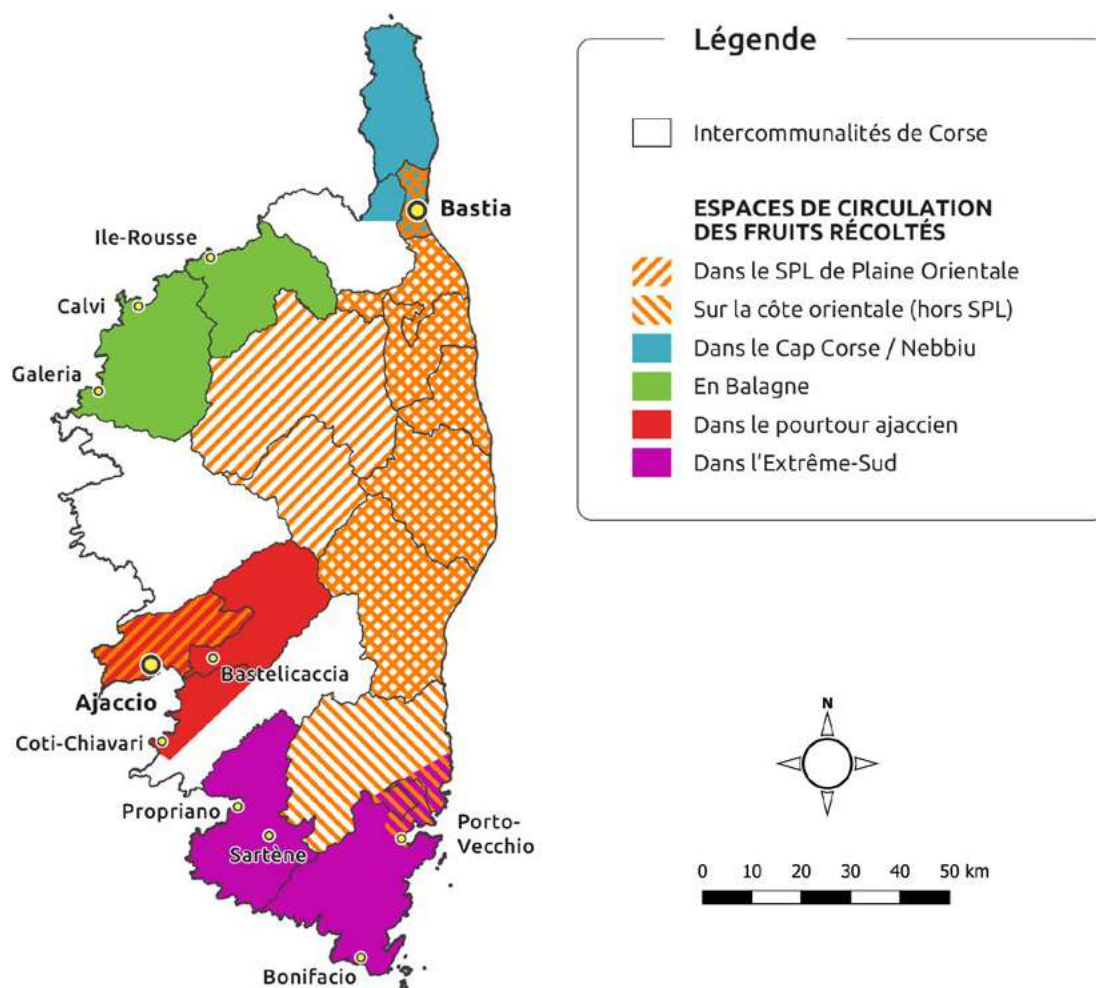 Légende
Intercommunalités de Corse
ESPACES DE CIRCULATION
DES FRUITS RÉCOLTÉS
Dans le SPL de Plaine Orientale
Sur la côte orientale (hors SPL)
Dans le Cap Corse / Nebbiu
En Balagne
Dans le pourtour ajaccien
Dans l'Extrême-Sud
Bastia
Ile-Rousse
Calvi
Galeria
Bastelicaccia
Ajaccio
Coti-Chiavari
Propriano
Sartène
Porto-
Vecchio
Bonifacio
N
0 10 20 30 40 50 km